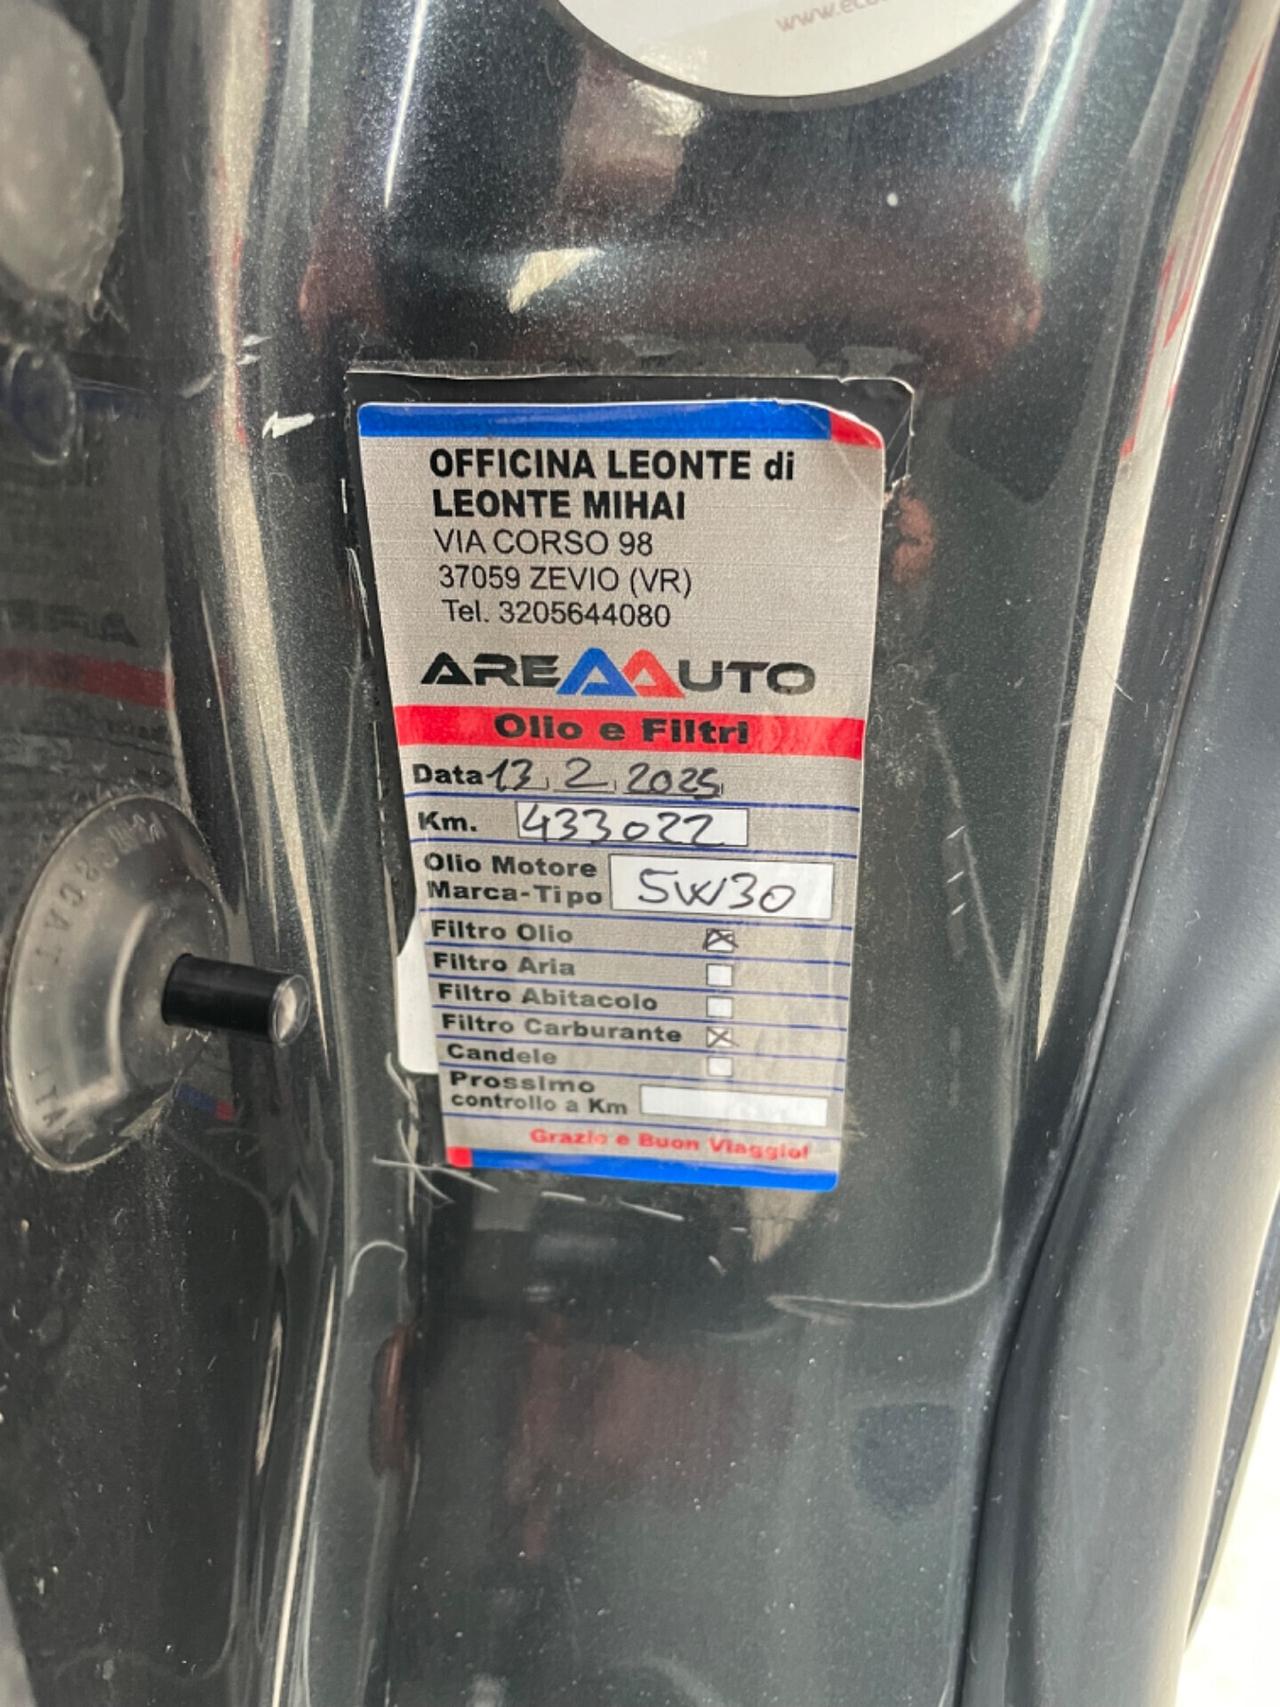 OFFICINA LEONTE di
LEONTE MIHAI
VIA CORSO 98
37059 ZEVIO (VR)
Tel. 3205644080
AREAAUTO
Olio e Filtri
Data 13 2 2025
Km. 433022
Olio Motore
Marca-Tipo 5W30
Filtro Olio
Filtro Aria
Filtro Abitacolo
Filtro Carburante
Candele
Prossimo
controllo a Km
Grazie e Buon Viaggio!